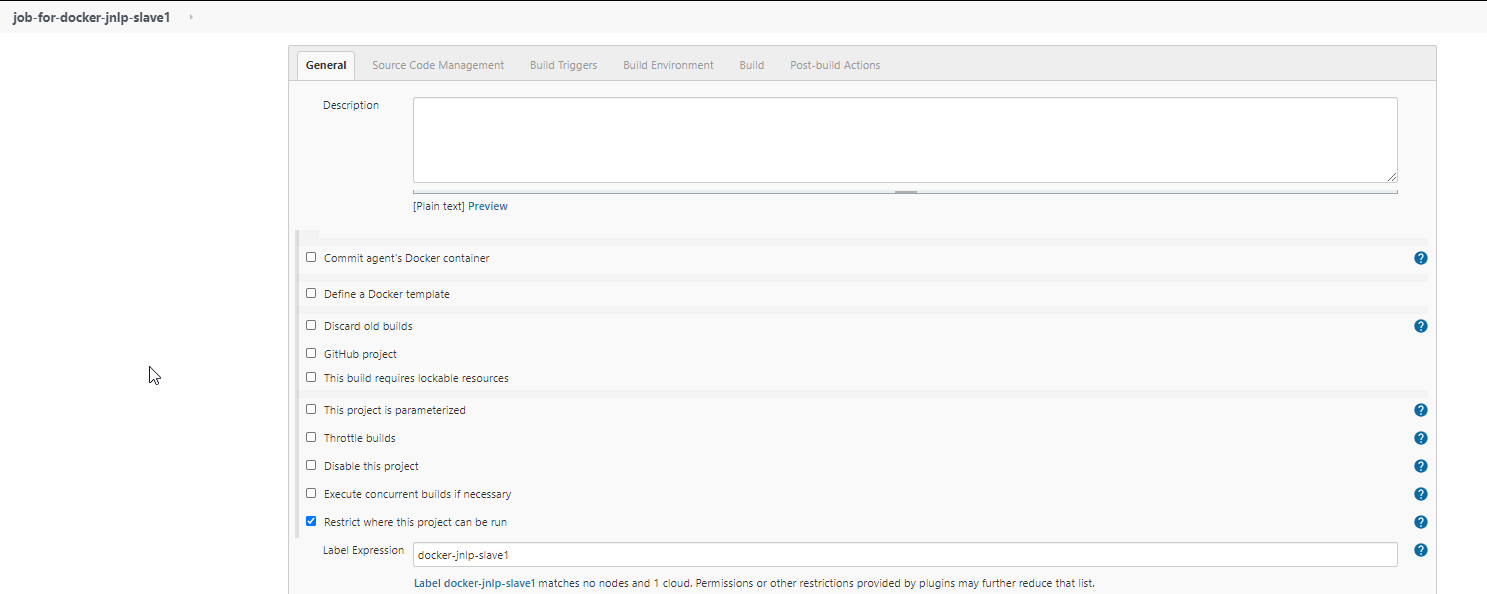 job-for-docker-jnlp-slave1
General Source Code Management Build Triggers Build Environment Build Post-build Actions
Description
[Plain text] Preview
Commit agent's Docker container ?
Define a Docker template
Discard old builds ?
GitHub project
This build requires lockable resources
This project is parameterized ?
Throttle builds ?
Disable this project ?
Execute concurrent builds if necessary ?
Restrict where this project can be run ?
Label Expression docker-jnlp-slave1 ?
Label docker-jnlp-slave1 matches no nodes and 1 cloud. Permissions or other restrictions provided by plugins may further reduce that list.